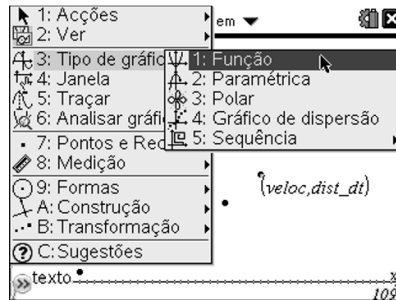 1: Acções
em
2: Ver
3: Tipo de gráfic
1: Função
4: Janela
2: Paramétrica
5: Traçar
3: Polar
6: Analisar gráfi
4: Gráfico de dispersão
7: Pontos e Rec
5: Sequência
8: Medição
9: Formas
(veloc,dist_dt)
A: Construção
B: Transformação
C: Sugestões
texto
x
109